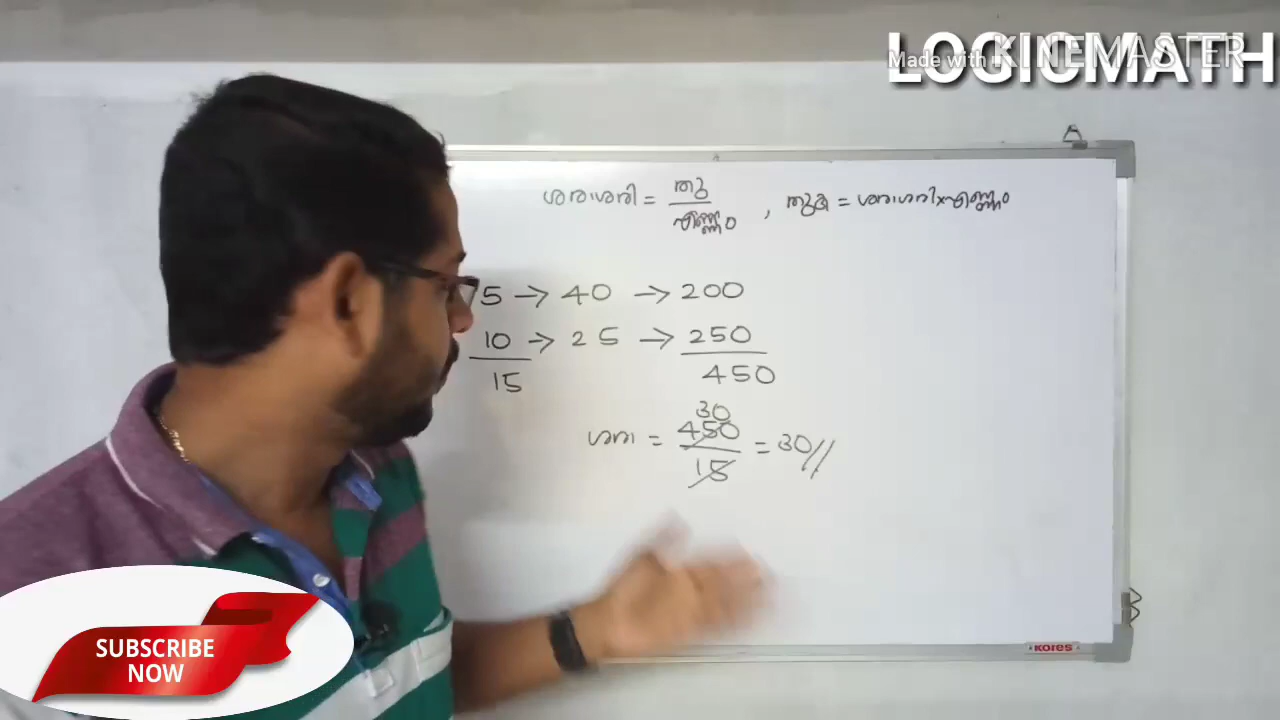 LOGICMATH
Made with KINEMASTER
ശരാശരി = തു / എണ്ണം , തുക = ശരാശരി×എണ്ണം
5 → 40 → 200
10 → 25 → 250
15 450
30
ശരാ = 450 / 15 = 30//
KORES
SUBSCRIBE
NOW